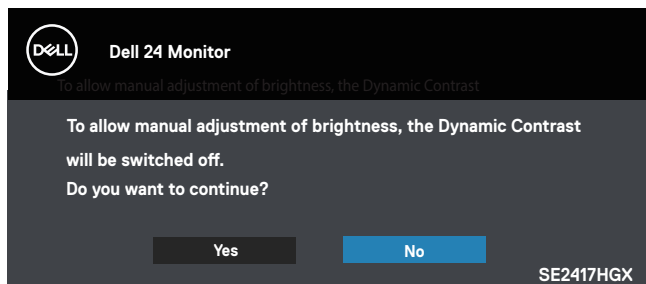 DELL
Dell 24 Monitor
To allow manual adjustment of brightness, the Dynamic Contrast
To allow manual adjustment of brightness, the Dynamic Contrast
will be switched off.
Do you want to continue?
Yes
No
SE2417HGX